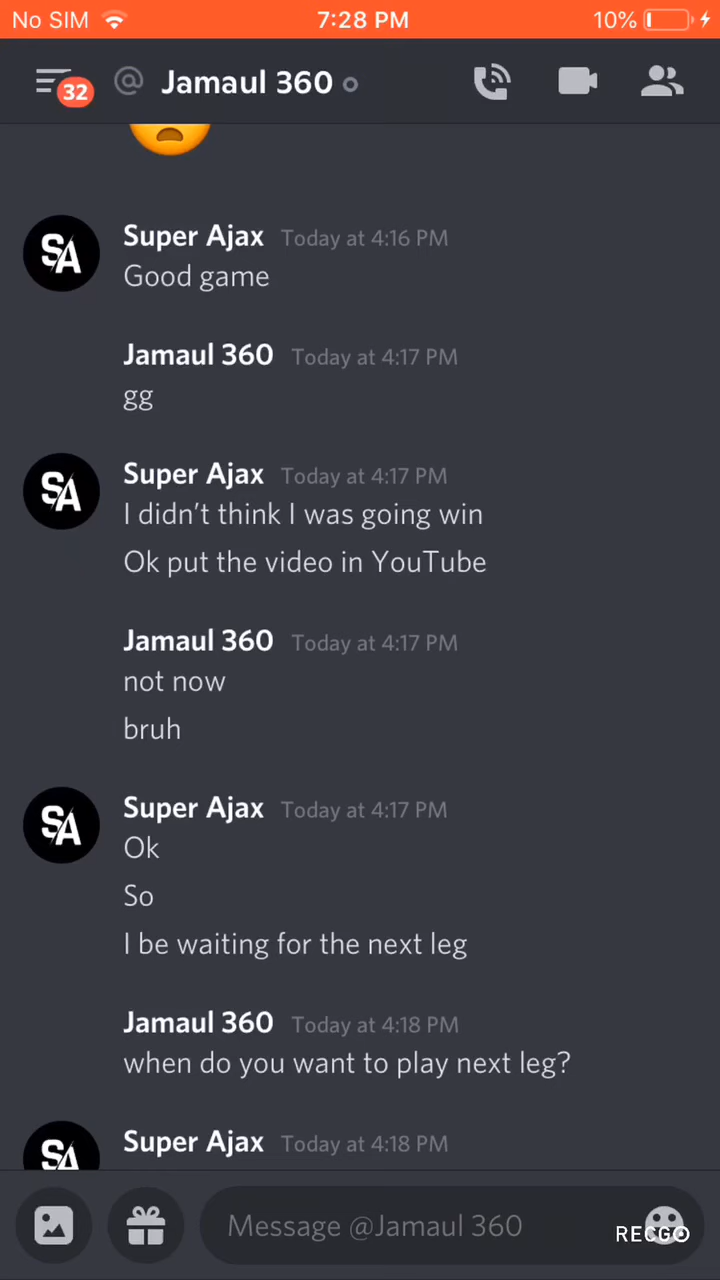 No SIM 7:28 PM 10%
32 @ Jamaul 360
Super Ajax Today at 4:16 PM
SA
Good game
Jamaul 360 Today at 4:17 PM
gg
Super Ajax Today at 4:17 PM
SA
I didn't think I was going win
Ok put the video in YouTube
Jamaul 360 Today at 4:17 PM
not now
bruh
Super Ajax Today at 4:17 PM
SA
Ok
So
I be waiting for the next leg
Jamaul 360 Today at 4:18 PM
when do you want to play next leg?
Super Ajax Today at 4:18 PM
SA
Message @Jamaul 360
RECGO